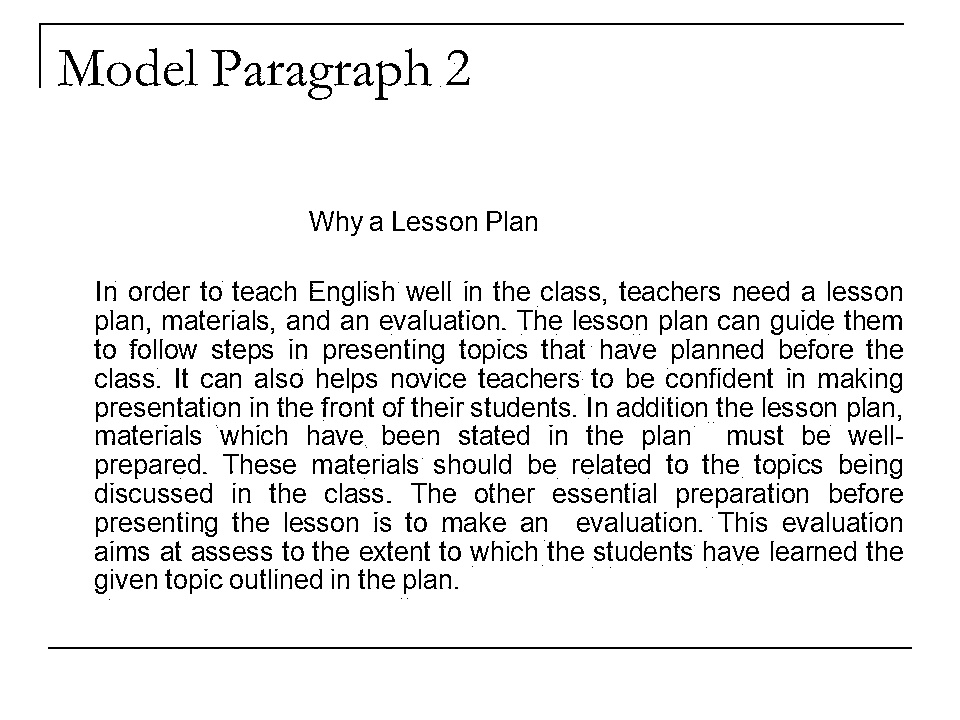 Model Paragraph 2
Why a Lesson Plan
In order to teach English well in the class, teachers need a lesson
plan, materials, and an evaluation. The lesson plan can guide them
to follow steps in presenting topics that have planned before the
class. It can also helps novice teachers to be confident in making
presentation in the front of their students. In addition the lesson plan,
materials which have been stated in the plan must be well-
prepared. These materials should be related to the topics being
discussed in the class. The other essential preparation before
presenting the lesson is to make an evaluation. This evaluation
aims at assess to the extent to which the students have learned the
given topic outlined in the plan.